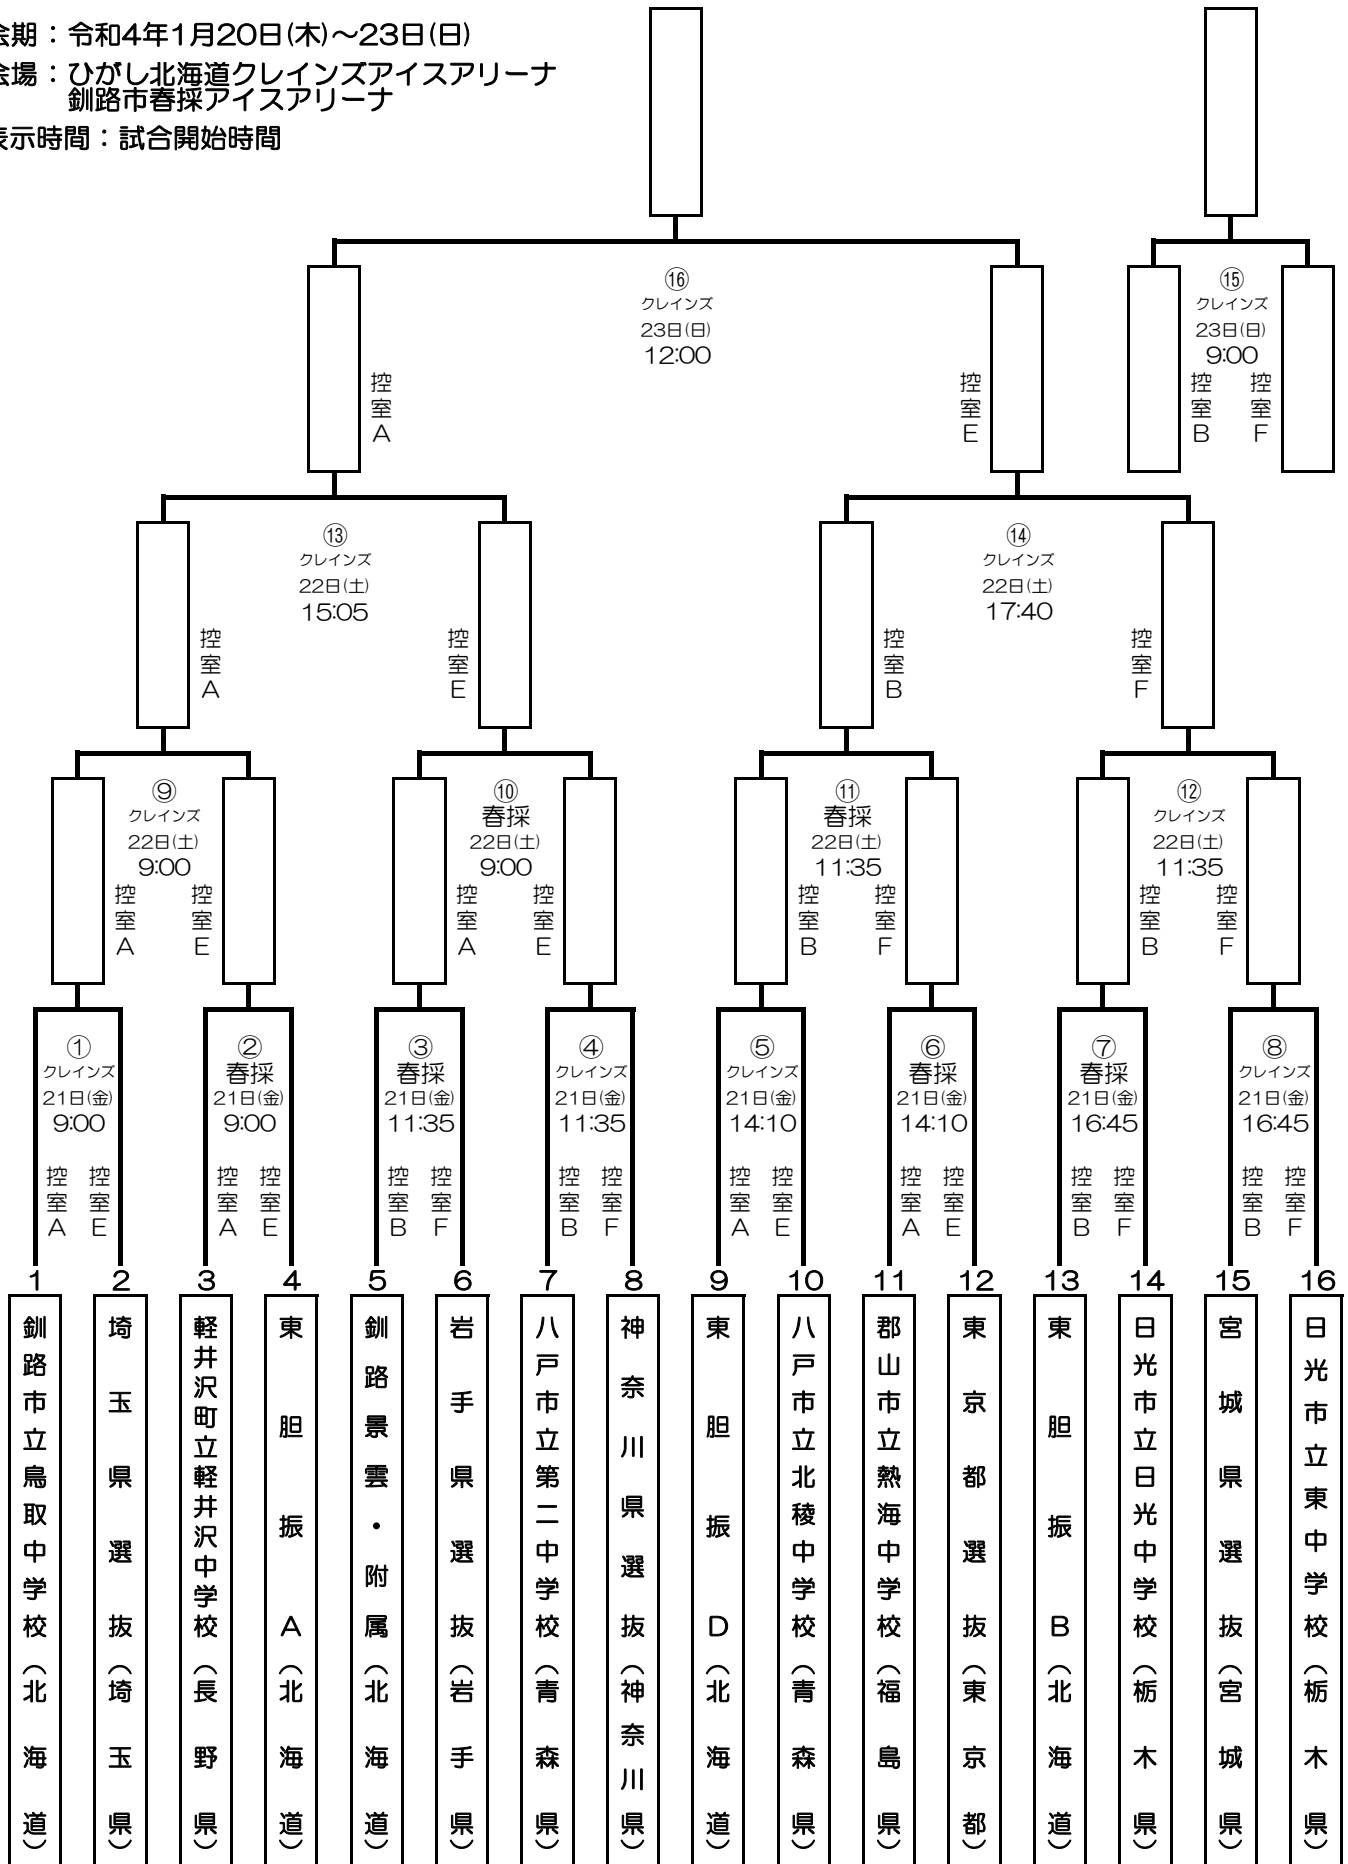 会期：令和4年1月20日(木)～23日(日)
会場：ひがし北海道クレインズアイスアリーナ
釧路市春採アイスアリーナ
表示時間：試合開始時間
⑯
クレインズ
23日(日)
12:00
控室A
控室E
⑮
クレインズ
23日(日)
9:00
控室B
控室F
⑬
クレインズ
22日(土)
15:05
控室A
控室E
⑭
クレインズ
22日(土)
17:40
控室B
控室F
⑨
クレインズ
22日(土)
9:00
控室A
控室E
⑩
春採
22日(土)
9:00
控室A
控室E
⑪
春採
22日(土)
11:35
控室B
控室F
⑫
クレインズ
22日(土)
11:35
控室B
控室F
①
クレインズ
21日(金)
9:00
控室A
控室E
②
春採
21日(金)
9:00
控室A
控室E
③
春採
21日(金)
11:35
控室B
控室F
④
クレインズ
21日(金)
11:35
控室B
控室F
⑤
クレインズ
21日(金)
14:10
控室A
控室E
⑥
春採
21日(金)
14:10
控室A
控室E
⑦
春採
21日(金)
16:45
控室B
控室F
⑧
クレインズ
21日(金)
16:45
控室B
控室F
1
釧路市立鳥取中学校（北海道）
2
埼玉県選抜（埼玉県）
3
軽井沢町立軽井沢中学校（長野県）
4
東胆振A（北海道）
5
釧路景雲・附属（北海道）
6
岩手県選抜（岩手県）
7
八戸市立第二中学校（青森県）
8
神奈川県選抜（神奈川県）
9
東胆振D（北海道）
10
八戸市立北稜中学校（青森県）
11
郡山市立熱海中学校（福島県）
12
東京都選抜（東京都）
13
東胆振B（北海道）
14
日光市立日光中学校（栃木県）
15
宮城県選抜（宮城県）
16
日光市立東中学校（栃木県）